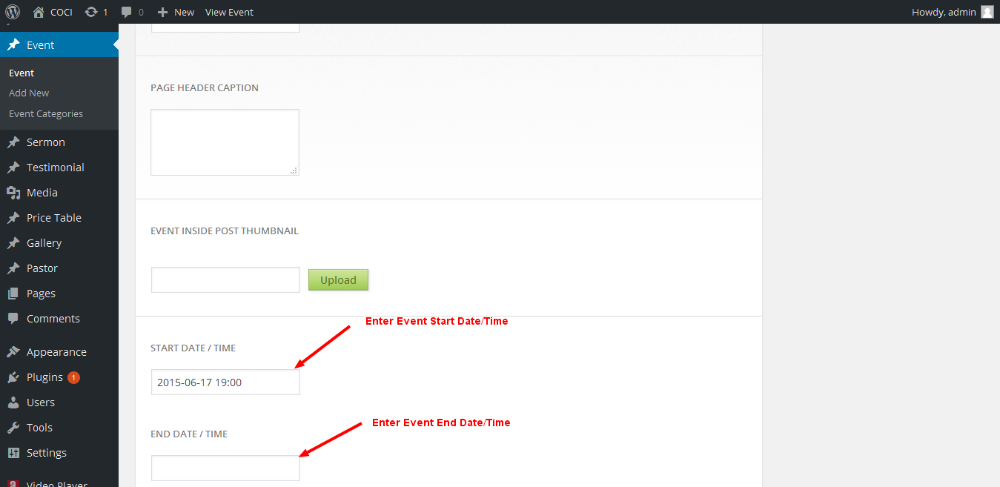 COCI 1 0 New View Event Howdy, admin
Event
Event
Add New
Event Categories
Sermon
Testimonial
Media
Price Table
Gallery
Pastor
Pages
Comments
Appearance
Plugins 1
Users
Tools
Settings
Video Player
PAGE HEADER CAPTION
EVENT INSIDE POST THUMBNAIL
Upload
Enter Event Start Date/Time
START DATE / TIME
2015-06-17 19:00
Enter Event End Date/Time
END DATE / TIME